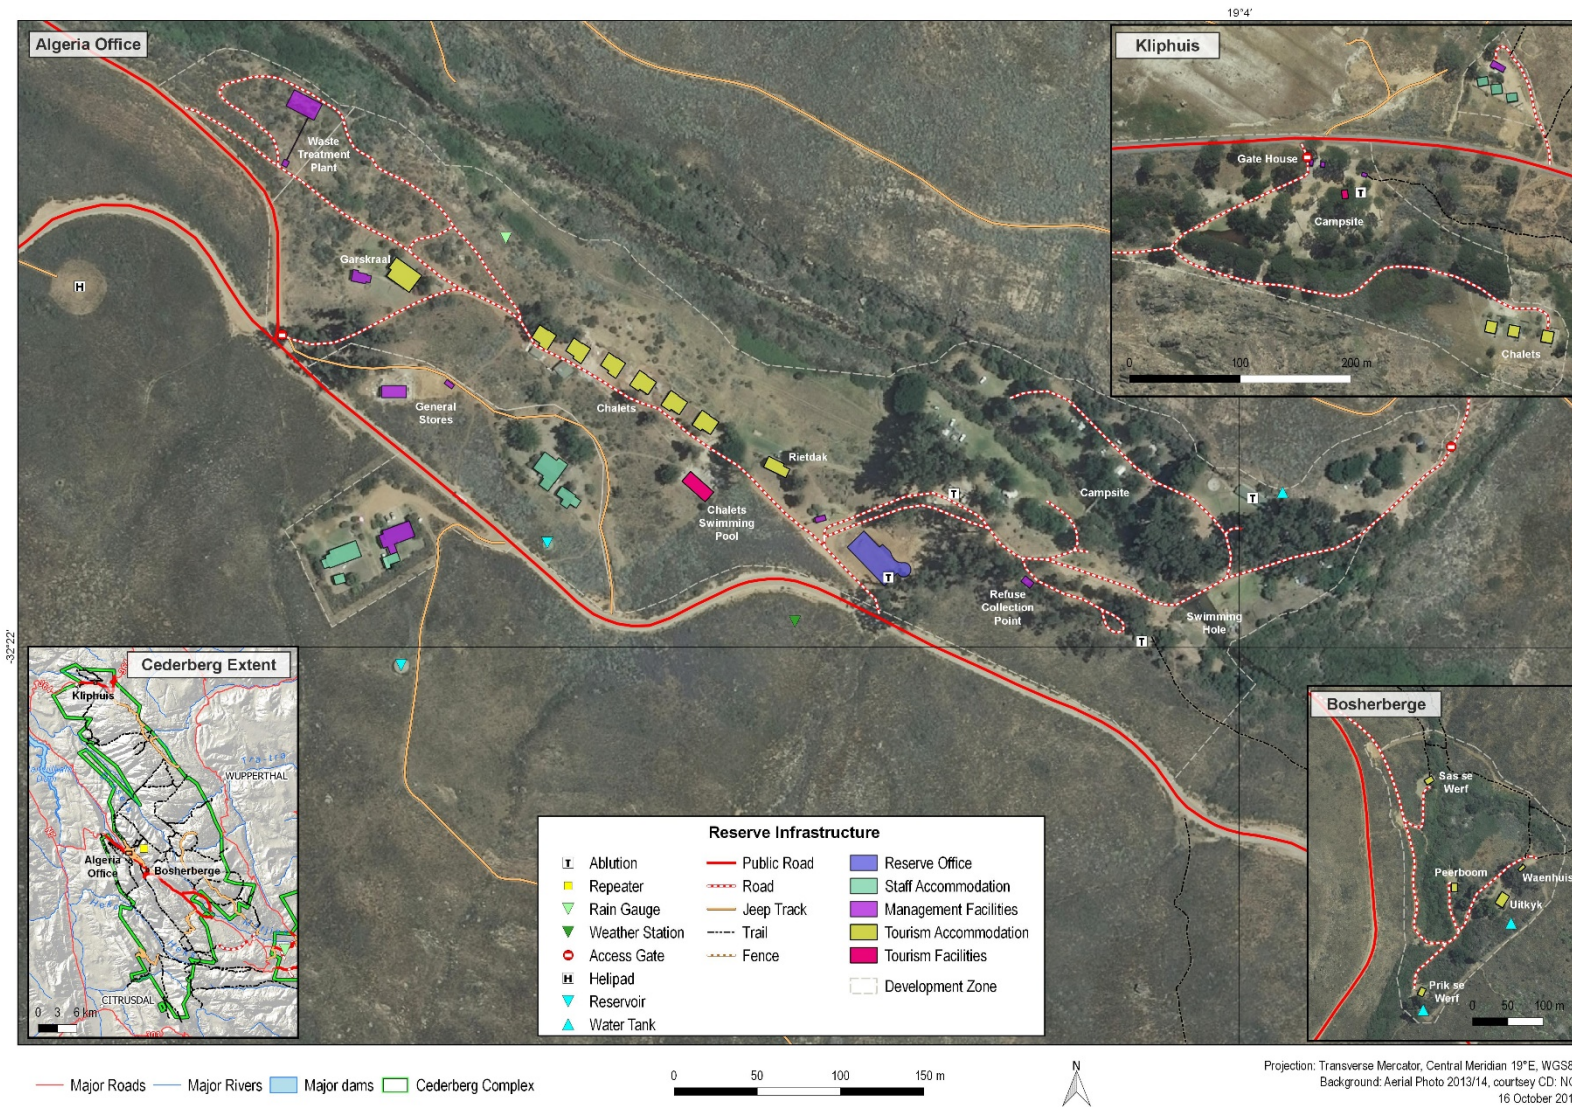 19°4'
Algeria Office
Kliphuis
Gate House
T
Campsite
Chalets
0 100 200 m
Waste
Treatment
Plant
H
Garskraal
General
Stores
Chalets
Rietdak
Chalets
Swimming
Pool
T
Campsite
T
T
Refuse
Collection
Point
Swimming
Hole
T
-32°22'
Cederberg Extent
Kliphuis
WUPPERTHAL
Algeria
Office
Bosherberge
CITRUSDAL
0 3 6 km
Bosherberge
Sas se
Werf
Peerboom
Waenhuis
Uitkyk
Prik se
Werf
0 50 100 m
Reserve Infrastructure
T Ablution
Repeater
Rain Gauge
Weather Station
Access Gate
H Helipad
Reservoir
Water Tank
Public Road
Road
Jeep Track
Trail
Fence
Reserve Office
Staff Accommodation
Management Facilities
Tourism Accommodation
Tourism Facilities
Development Zone
Major Roads
Major Rivers
Major dams
Cederberg Complex
0 50 100 150 m
N
Projection: Transverse Mercator, Central Meridian 19°E, WGS8
Background: Aerial Photo 2013/14, courtsey CD: NG
16 October 201